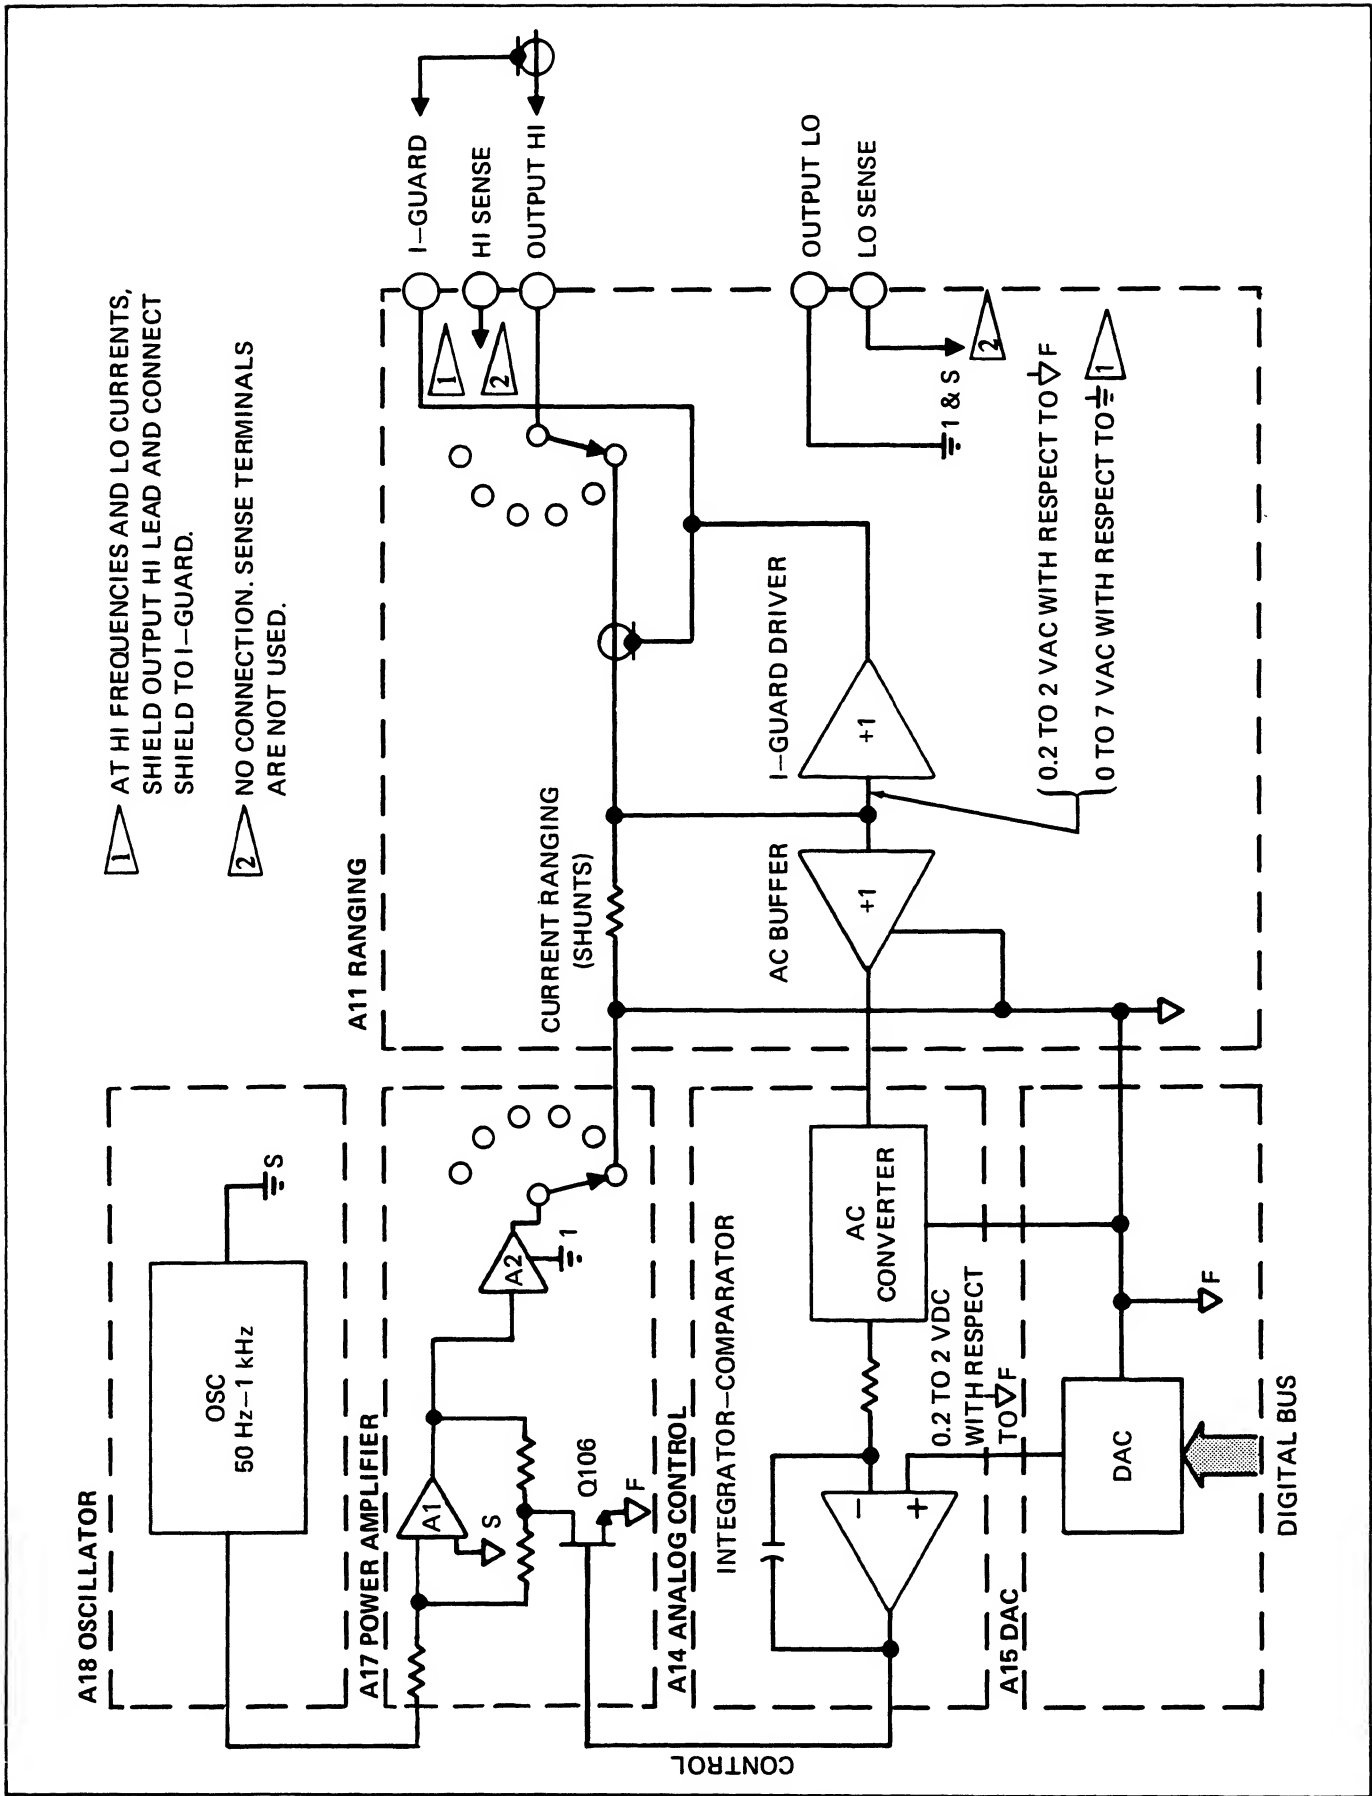 A18 OSCILLATOR
OSC
50 Hz–1 kHz
S
A17 POWER AMPLIFIER
A1
S
A2
1
Q106
F
CONTROL
A14 ANALOG CONTROL
INTEGRATOR–COMPARATOR
–
+
AC
CONVERTER
0.2 TO 2 VDC
WITH RESPECT
TO F
A15 DAC
DAC
F
DIGITAL BUS
1 AT HI FREQUENCIES AND LO CURRENTS,
SHIELD OUTPUT HI LEAD AND CONNECT
SHIELD TO I–GUARD.
2 NO CONNECTION. SENSE TERMINALS
ARE NOT USED.
A11 RANGING
CURRENT RANGING
(SHUNTS)
AC BUFFER
+1
I–GUARD DRIVER
+1
0.2 TO 2 VAC WITH RESPECT TO F
0 TO 7 VAC WITH RESPECT TO 1
1
2
I–GUARD
HI SENSE
OUTPUT HI
1 & S
2
OUTPUT LO
LO SENSE